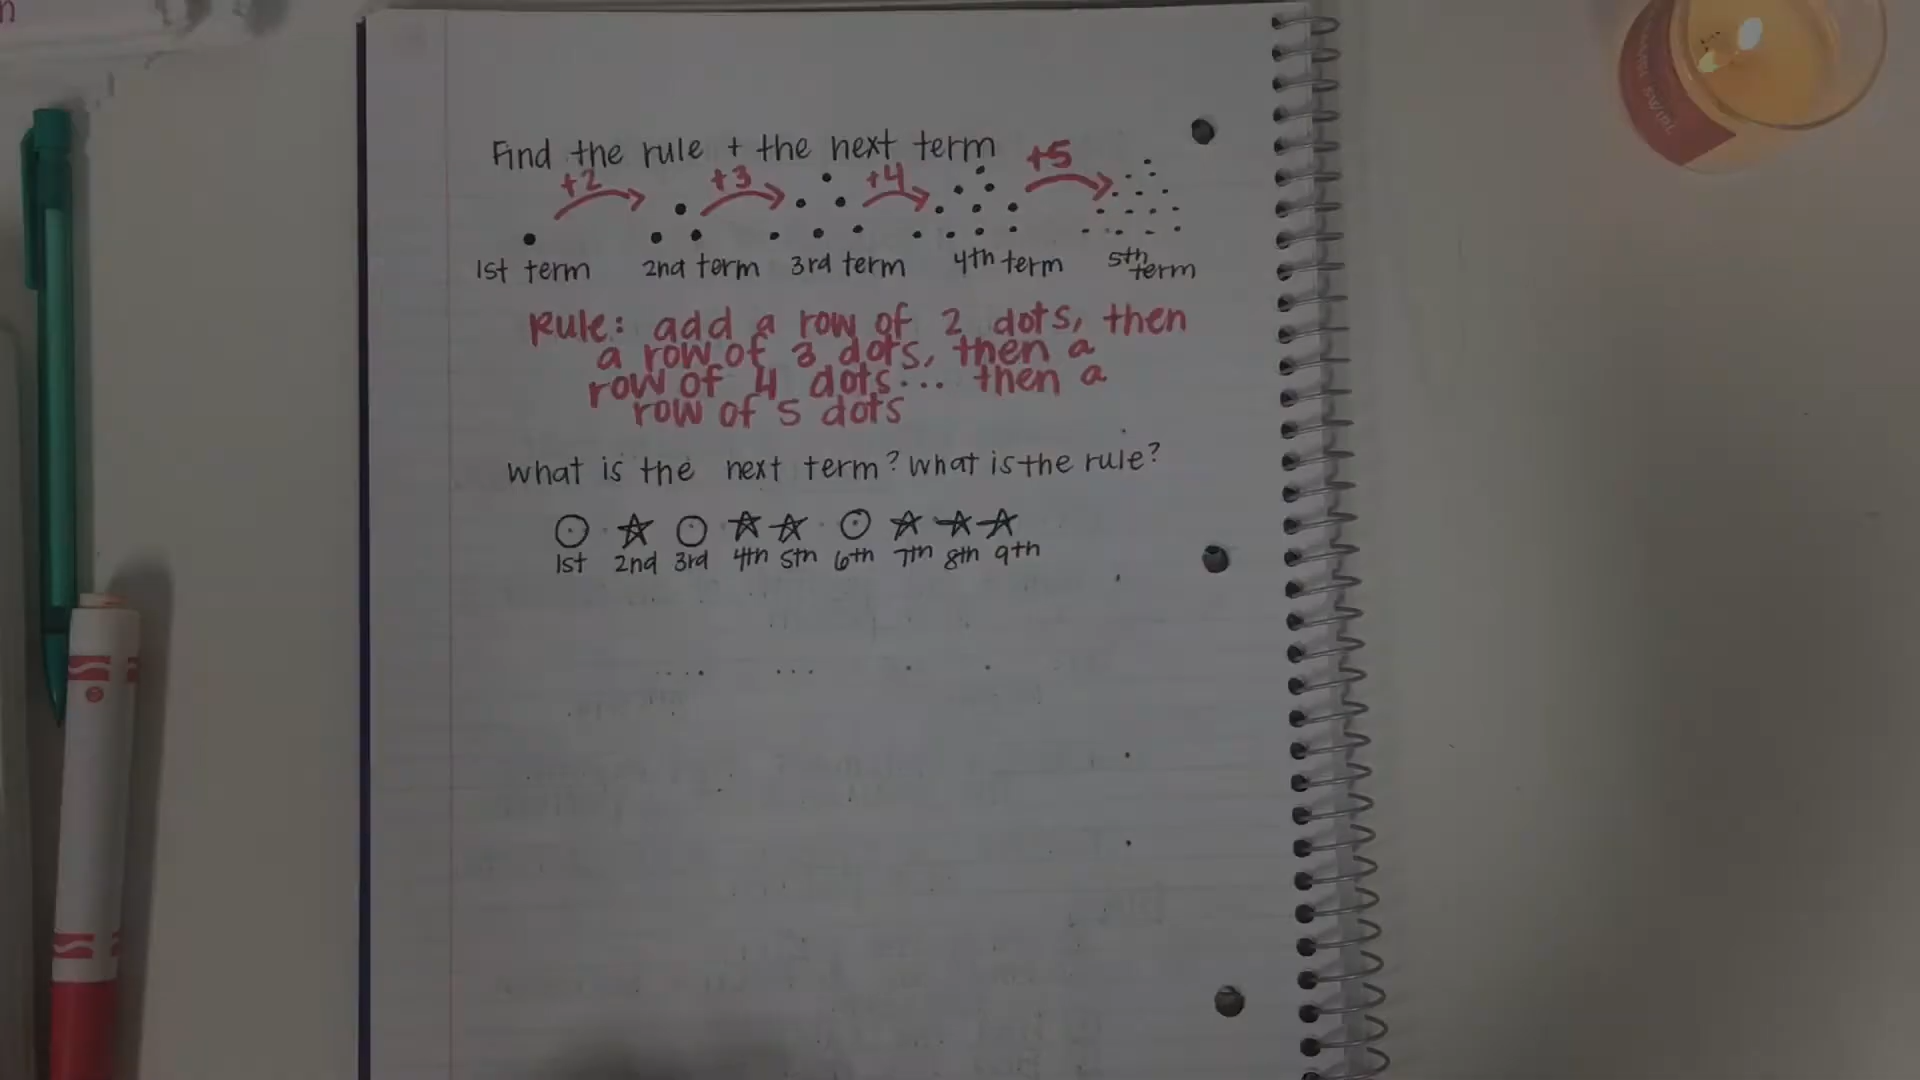 Find the rule + the next term
+2 +3 +4 +5
1st term 2nd term 3rd term 4th term 5th term
Rule: add a row of 2 dots, then
a row of 3 dots, then a
row of 4 dots... then a
row of 5 dots
What is the next term? What is the rule?
1st 2nd 3rd 4th 5th 6th 7th 8th 9th